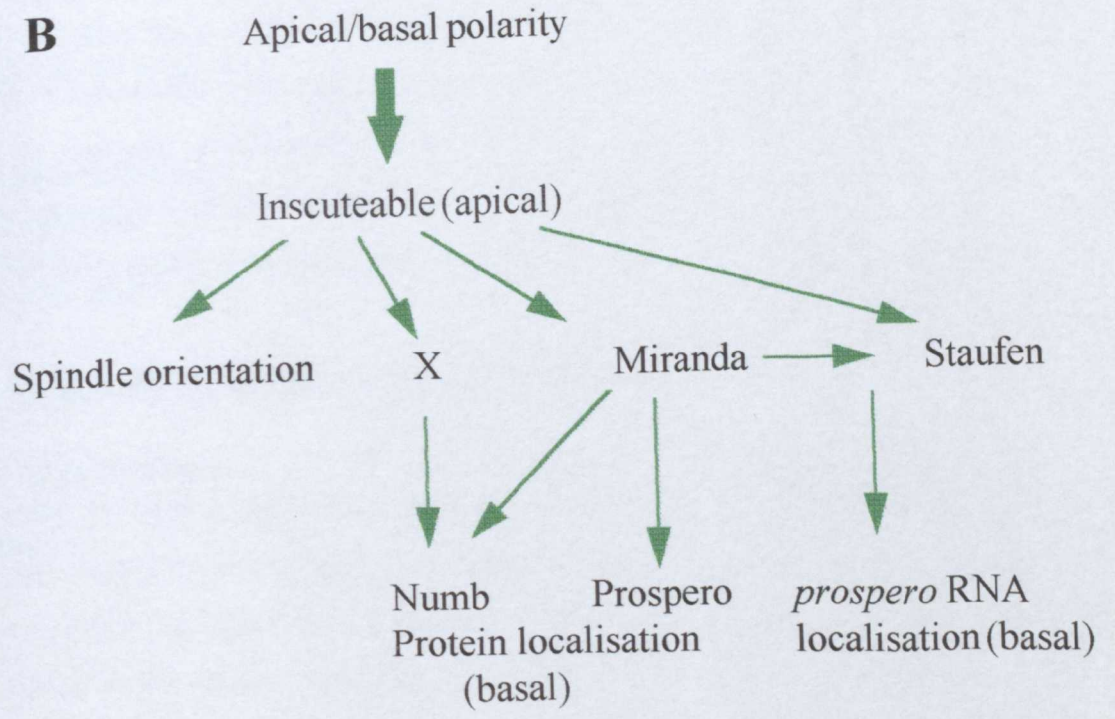 B
Apical/basal polarity
Inscuteable (apical)
Spindle orientation
X
Miranda
Staufen
Numb
Prospero
Protein localisation
(basal)
prospero RNA
localisation (basal)